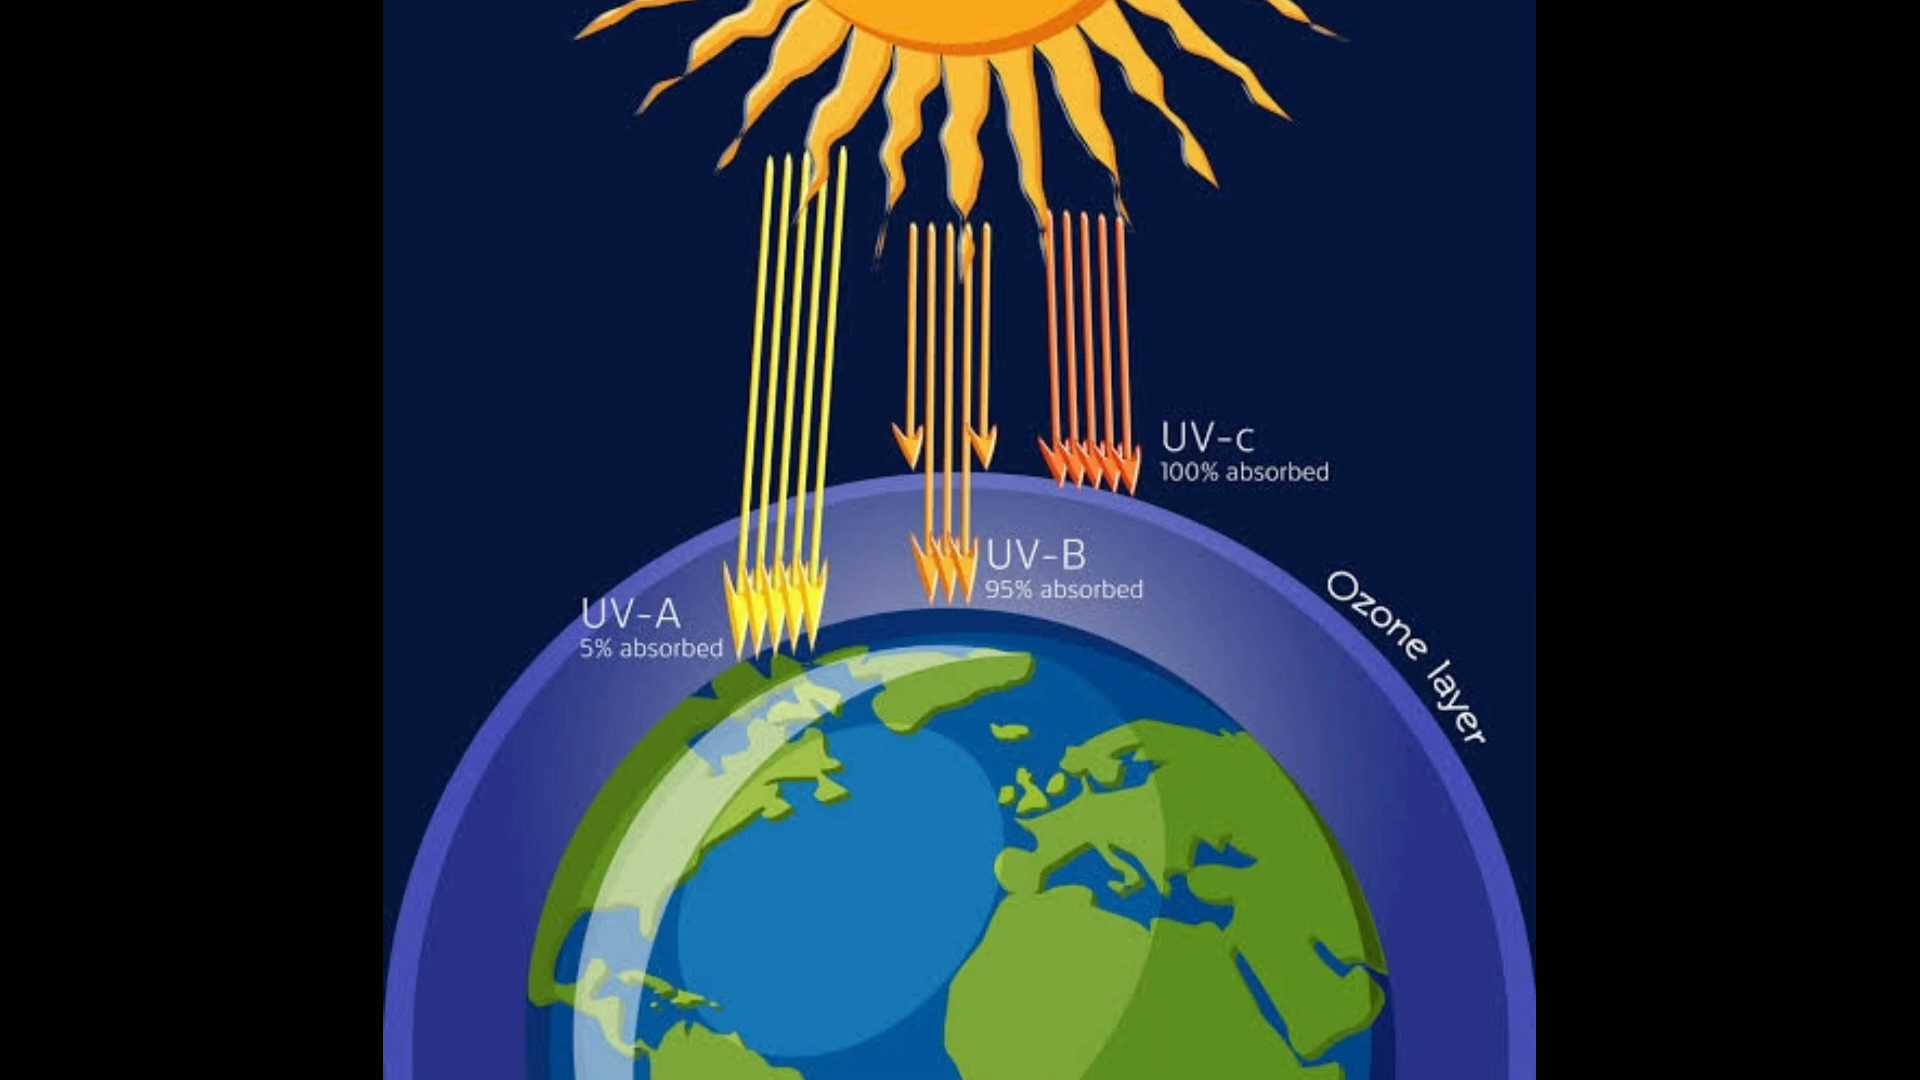 UV-c
100% absorbed
UV-B
95% absorbed
UV-A
5% absorbed
Ozone layer